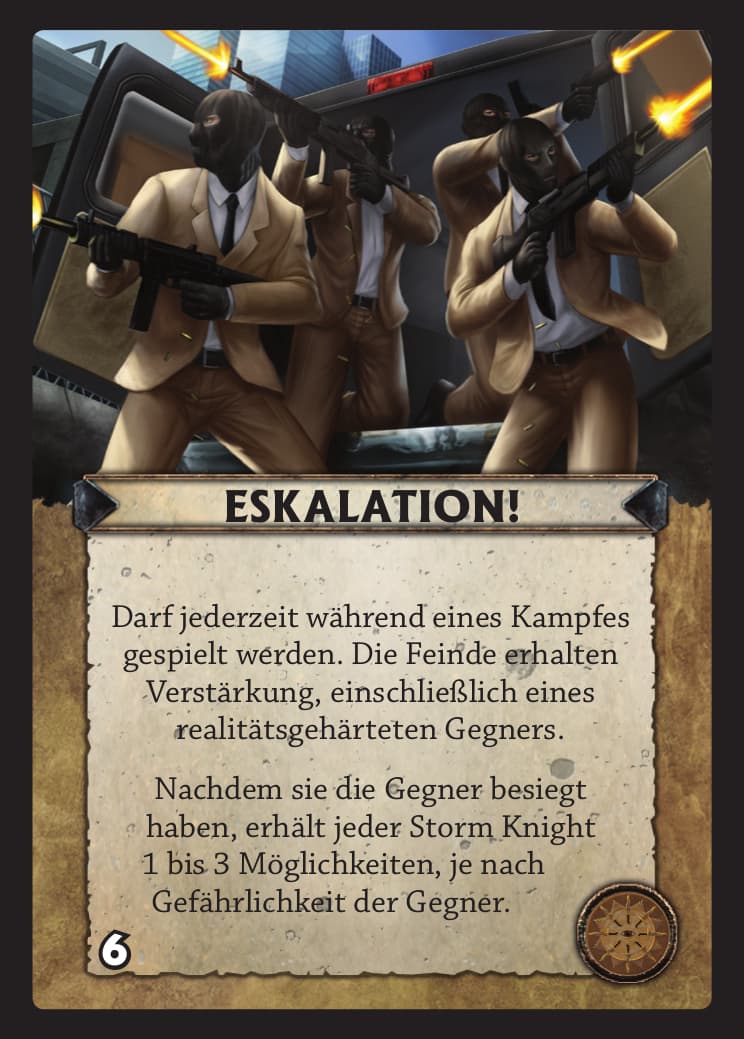 ESKALATION!
Darf jederzeit während eines Kampfes
gespielt werden. Die Feinde erhalten
Verstärkung, einschließlich eines
realitätsgehärteten Gegners.
Nachdem sie die Gegner besiegt
haben, erhält jeder Storm Knight
1 bis 3 Möglichkeiten, je nach
Gefährlichkeit der Gegner.
6